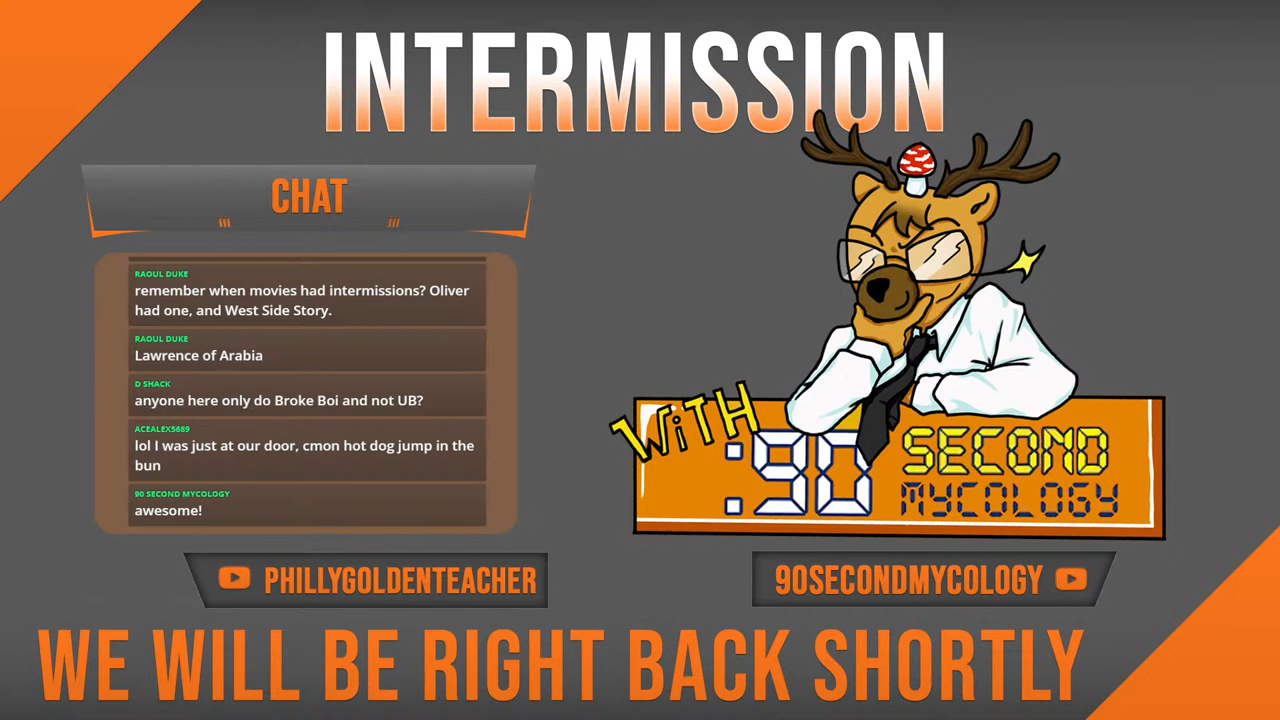 INTERMISSION
CHAT
RAOUL DUKE
remember when movies had intermissions? Oliver
had one, and West Side Story.
RAOUL DUKE
Lawrence of Arabia
D SHACK
anyone here only do Broke Boi and not UB?
ACEALEX5689
lol I was just at our door, cmon hot dog jump in the
bun
90 SECOND MYCOLOGY
awesome!
WiTH
:90 SECOND
MYCOLOGY
PHILLYGOLDENTEACHER
90SECONDMYCOLOGY
WE WILL BE RIGHT BACK SHORTLY